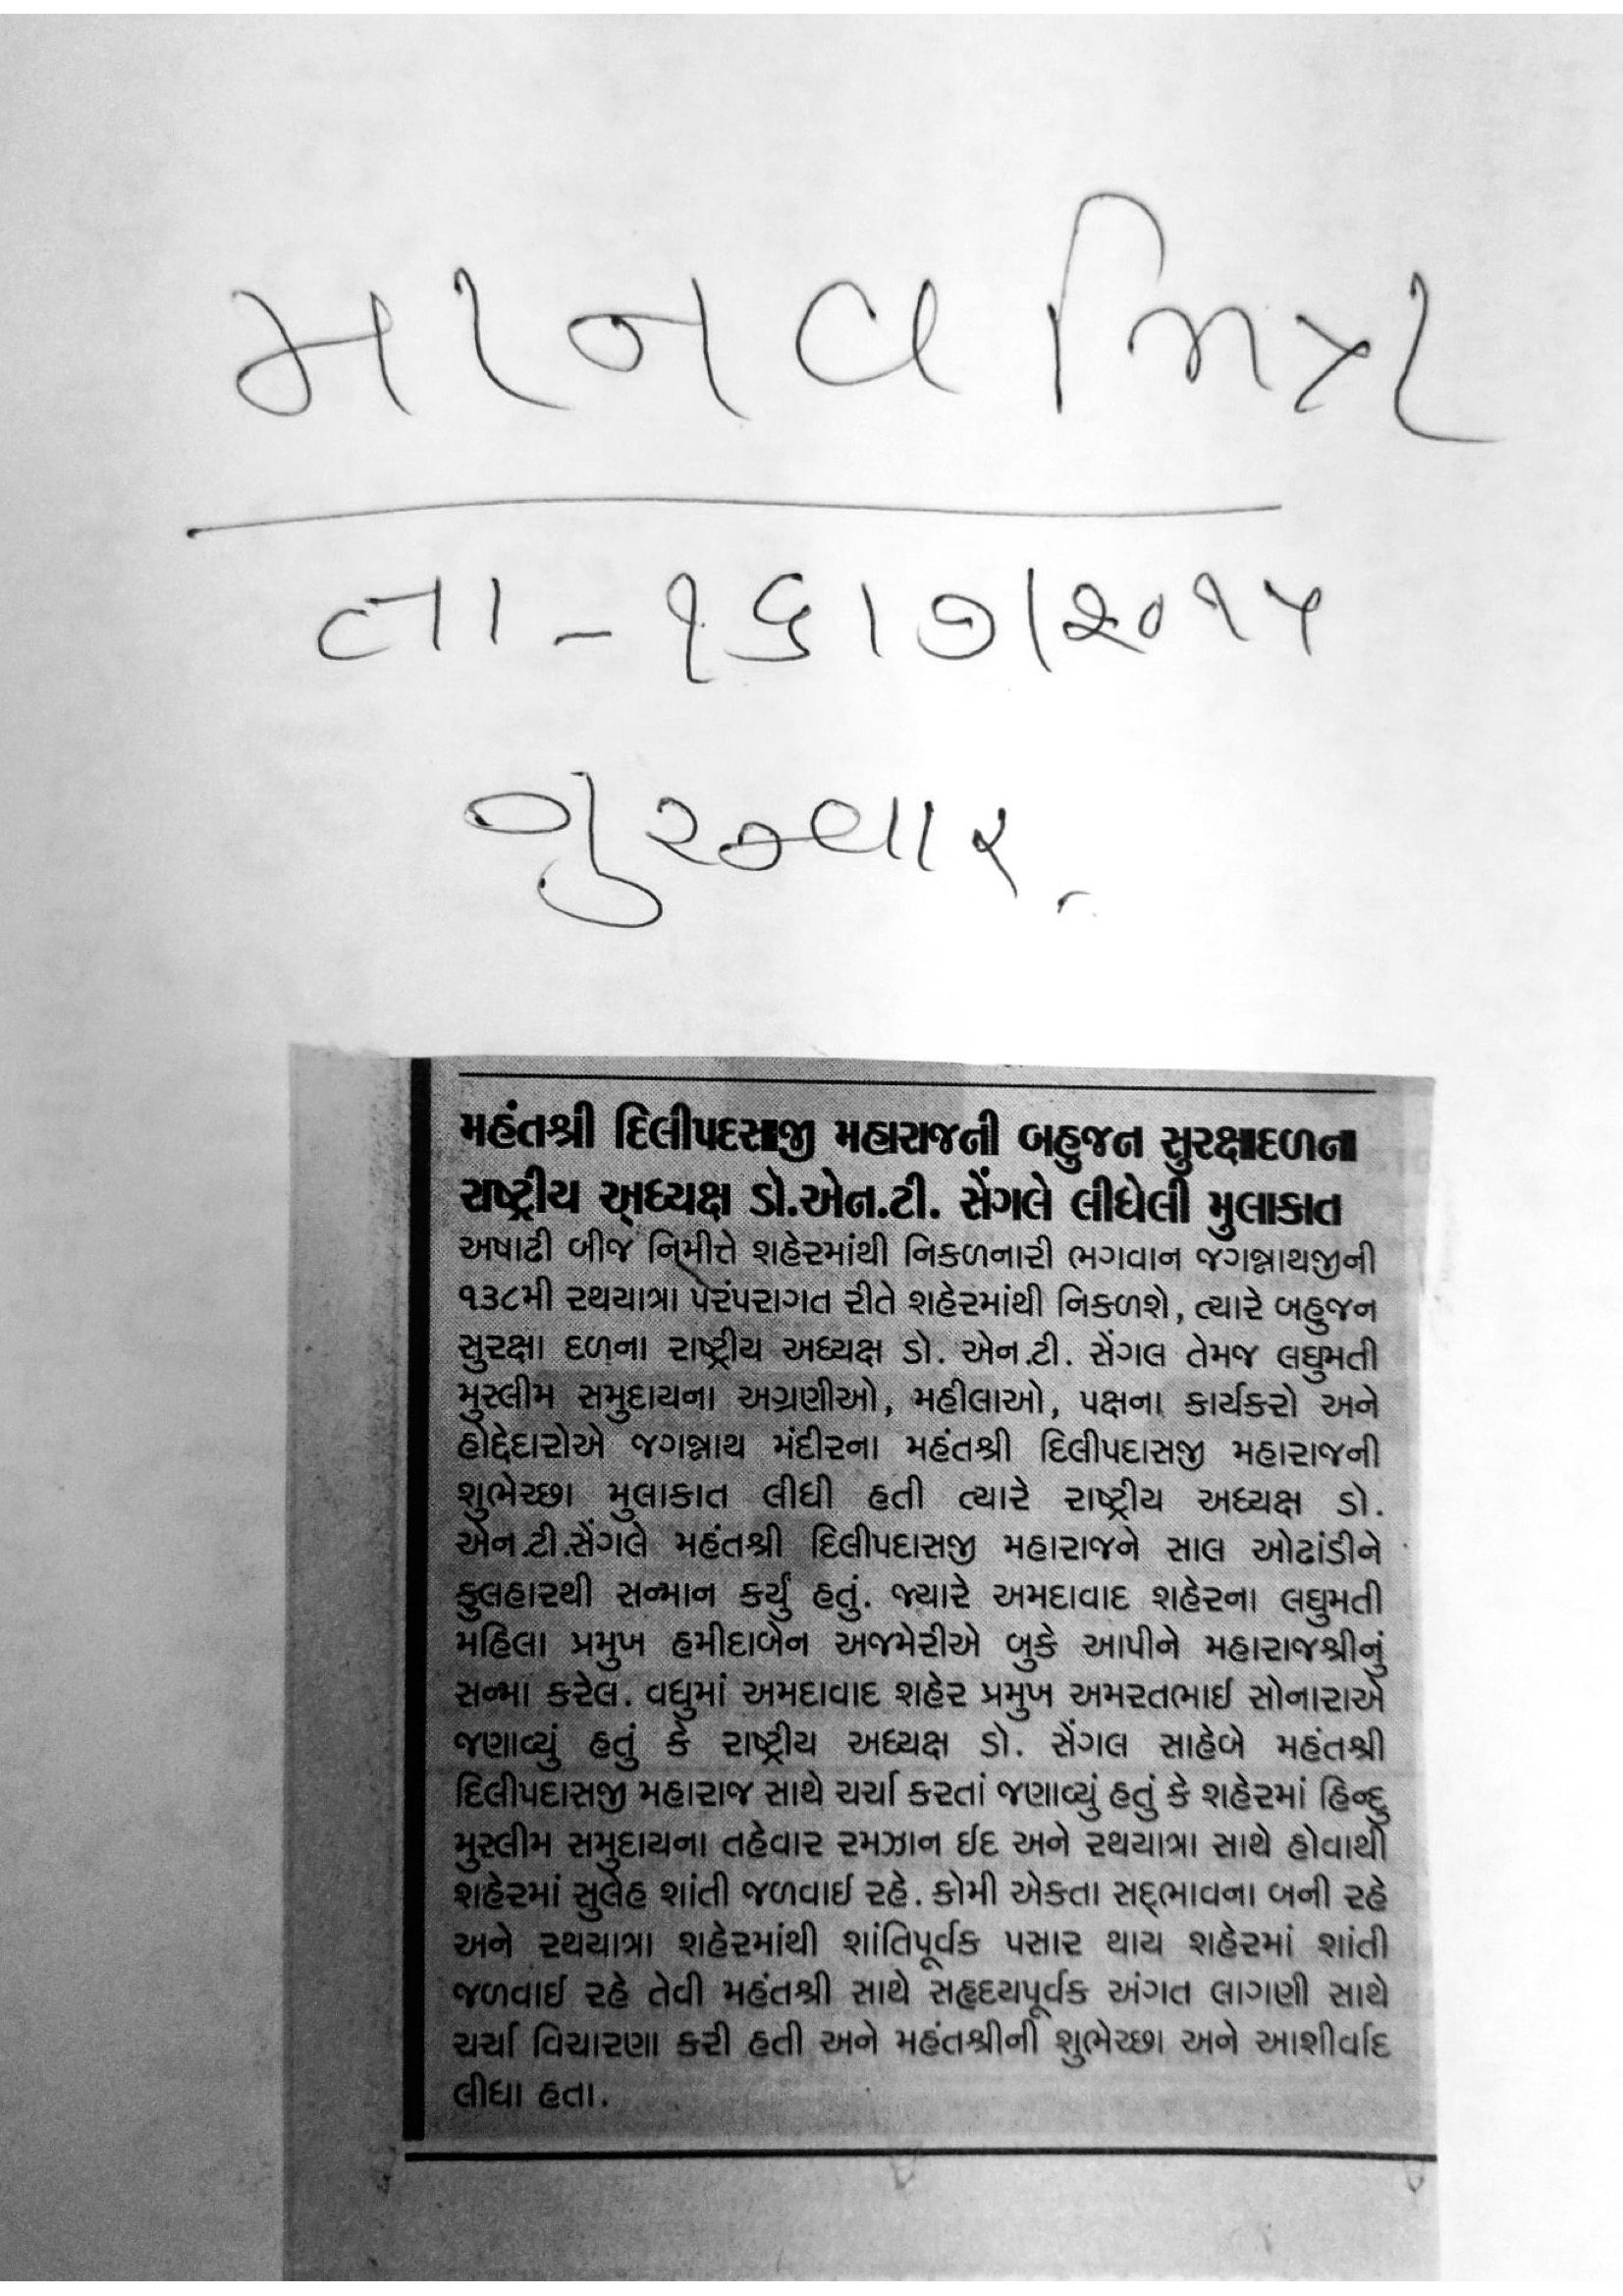 માનવ મિત્ર
તા-૧૬/૭/૨૦૧૫
ગુરૂવાર.
મહંતશ્રી દિલીપદસાજી મહારાજની બહુજન સુરક્ષાદળના
રાષ્ટ્રીય અધ્યક્ષ ડો.એન.ટી. સેંગલે લીધેલી મુલાકાત
અષાઢી બીજ નિમીત્તે શહેરમાંથી નિકળનારી ભગવાન જગન્નાથજીની
૧૩૮મી રથયાત્રા પરંપરાગત રીતે શહેરમાંથી નિકળશે, ત્યારે બહુજન
સુરક્ષા દળના રાષ્ટ્રીય અધ્યક્ષ ડો. એન.ટી. સેંગલ તેમજ લઘુમતી
મુસ્લીમ સમુદાયના અગ્રણીઓ, મહીલાઓ, પક્ષના કાર્યકરો અને
હોદ્દેદારોએ જગન્નાથ મંદીરના મહંતશ્રી દિલીપદાસજી મહારાજની
શુભેચ્છા મુલાકાત લીધી હતી ત્યારે રાષ્ટ્રીય અધ્યક્ષ ડો.
એન.ટી.સેંગલે મહંતશ્રી દિલીપદાસજી મહારાજને સાલ ઓઢાંડીને
ફુલહારથી સન્માન કર્યું હતું. જ્યારે અમદાવાદ શહેરના લઘુમતી
મહિલા પ્રમુખ હમીદાબેન અજમેરીએ બુકે આપીને મહારાજશ્રીનું
સન્મા કરેલ. વધુમાં અમદાવાદ શહેર પ્રમુખ અમરતભાઈ સોનારાએ
જણાવ્યું હતું કે રાષ્ટ્રીય અધ્યક્ષ ડો. સેંગલ સાહેબે મહંતશ્રી
દિલીપદાસજી મહારાજ સાથે ચર્ચા કરતાં જણાવ્યું હતું કે શહેરમાં હિન્દુ
મુસ્લીમ સમુદાયના તહેવાર રમઝાન ઈદ અને રથયાત્રા સાથે હોવાથી
શહેરમાં સુલેહ શાંતી જળવાઈ રહે. કોમી એકતા સદ્દભાવના બની રહે
અને રથયાત્રા શહેરમાંથી શાંતિપૂર્વક પસાર થાય શહેરમાં શાંતી
જળવાઈ રહે તેવી મહંતશ્રી સાથે સહૃદયપૂર્વક અંગત લાગણી સાથે
ચર્ચા વિચારણા કરી હતી અને મહંતશ્રીની શુભેચ્છા અને આશીર્વાદ
લીધા હતા.